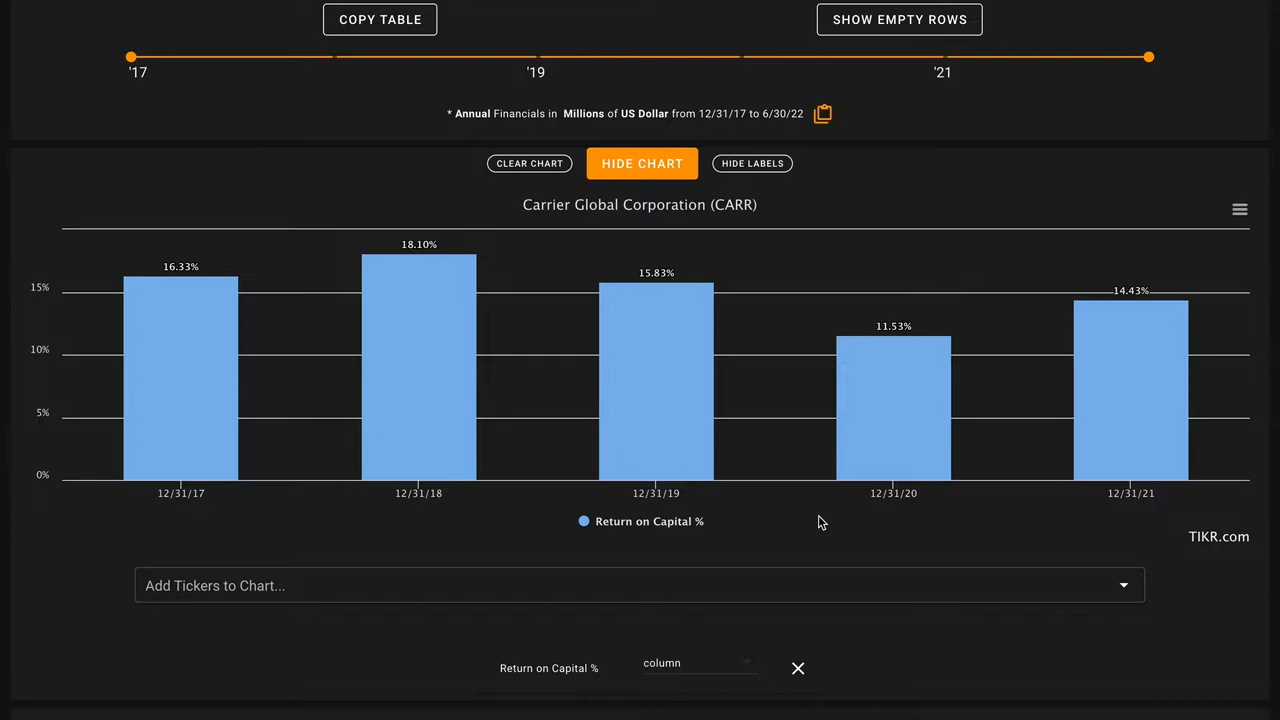 COPY TABLE
SHOW EMPTY ROWS
'17
'19
'21
* Annual Financials in Millions of US Dollar from 12/31/17 to 6/30/22
CLEAR CHART
HIDE CHART
HIDE LABELS
Carrier Global Corporation (CARR)
16.33%
18.10%
15.83%
11.53%
14.43%
15%
10%
5%
0%
12/31/17
12/31/18
12/31/19
12/31/20
12/31/21
Return on Capital %
TIKR.com
Add Tickers to Chart...
Return on Capital %
column